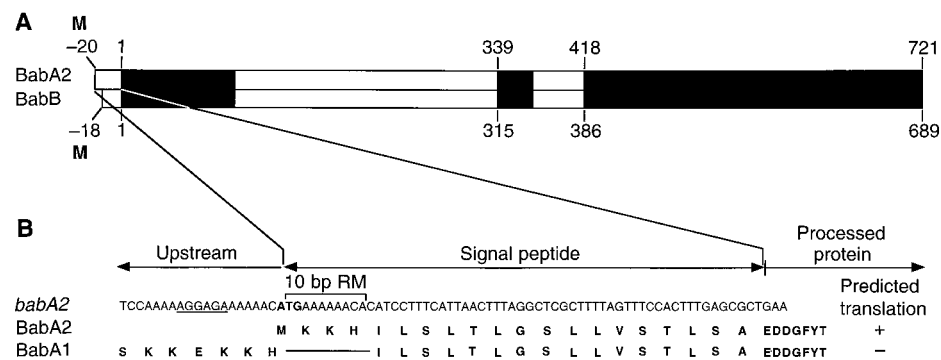 A
M
−20 1 339 418 721
BabA2
BabB
−18 1 315 386 689
M
B
Upstream Signal peptide Processed protein
10 bp RM
Predicted translation
babA2 TCCAAAAAGGAGAAAAAACATGAAAAAACACATCCTTTCATTAACTTTAGGCTCGCTTTTAGTTTCCACTTTGAGCGCTGAA
BabA2 M K K H I L S L T L G S L L V S T L S A EDDGFYT +
BabA1 S K K E K K H I L S L T L G S L L V S T L S A EDDGFYT −